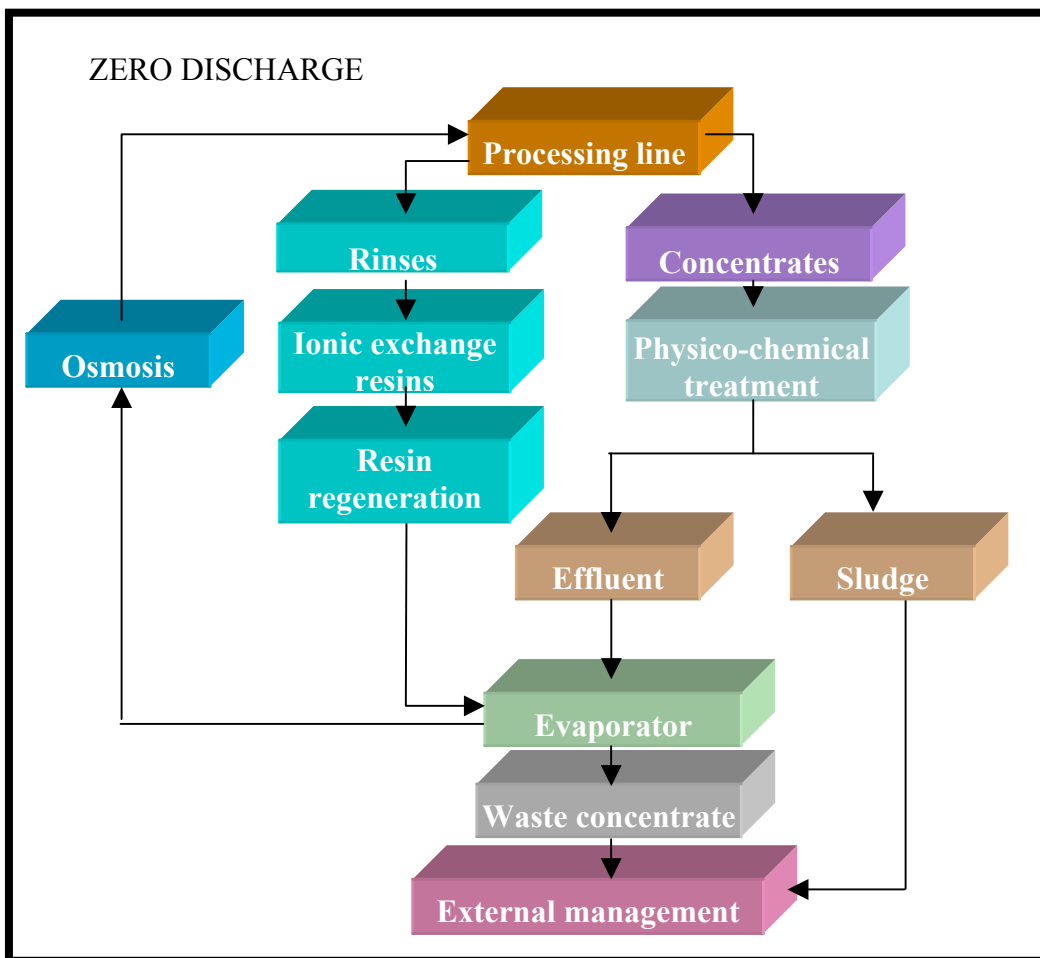 ZERO DISCHARGE
Processing line
Rinses
Concentrates
Ionic exchange
resins
Physico-chemical
treatment
Osmosis
Resin
regeneration
Effluent
Sludge
Evaporator
Waste concentrate
External management